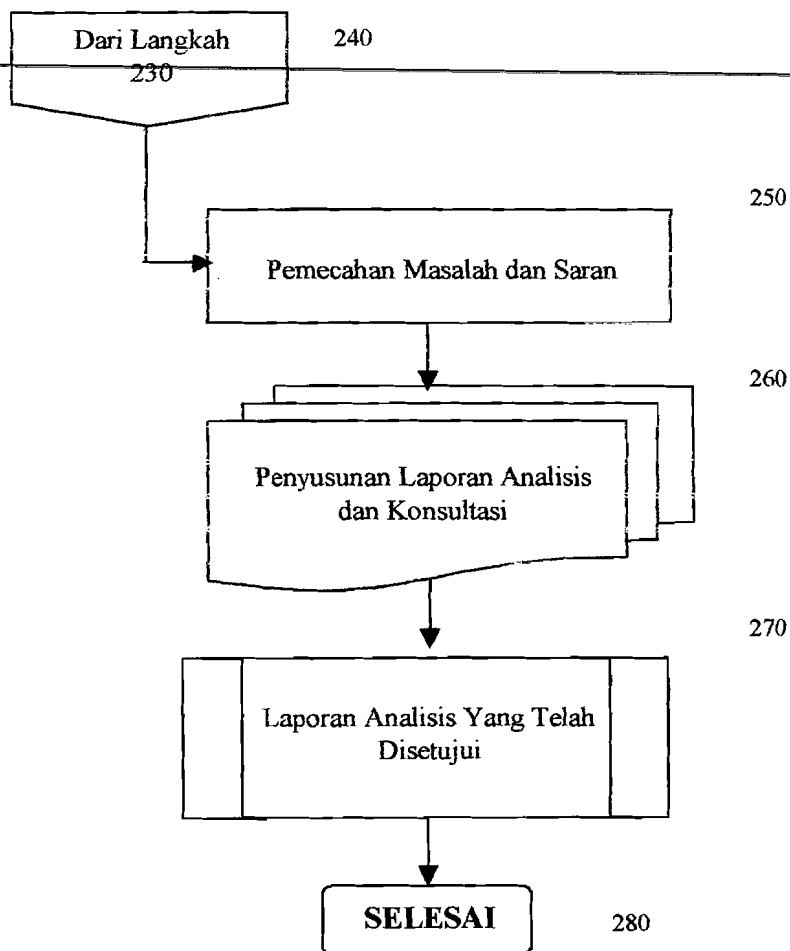 Dari Langkah
230
240
250
Pemecahan Masalah dan Saran
260
Penyusunan Laporan Analisis
dan Konsultasi
270
Laporan Analisis Yang Telah
Disetujui
SELESAI
280